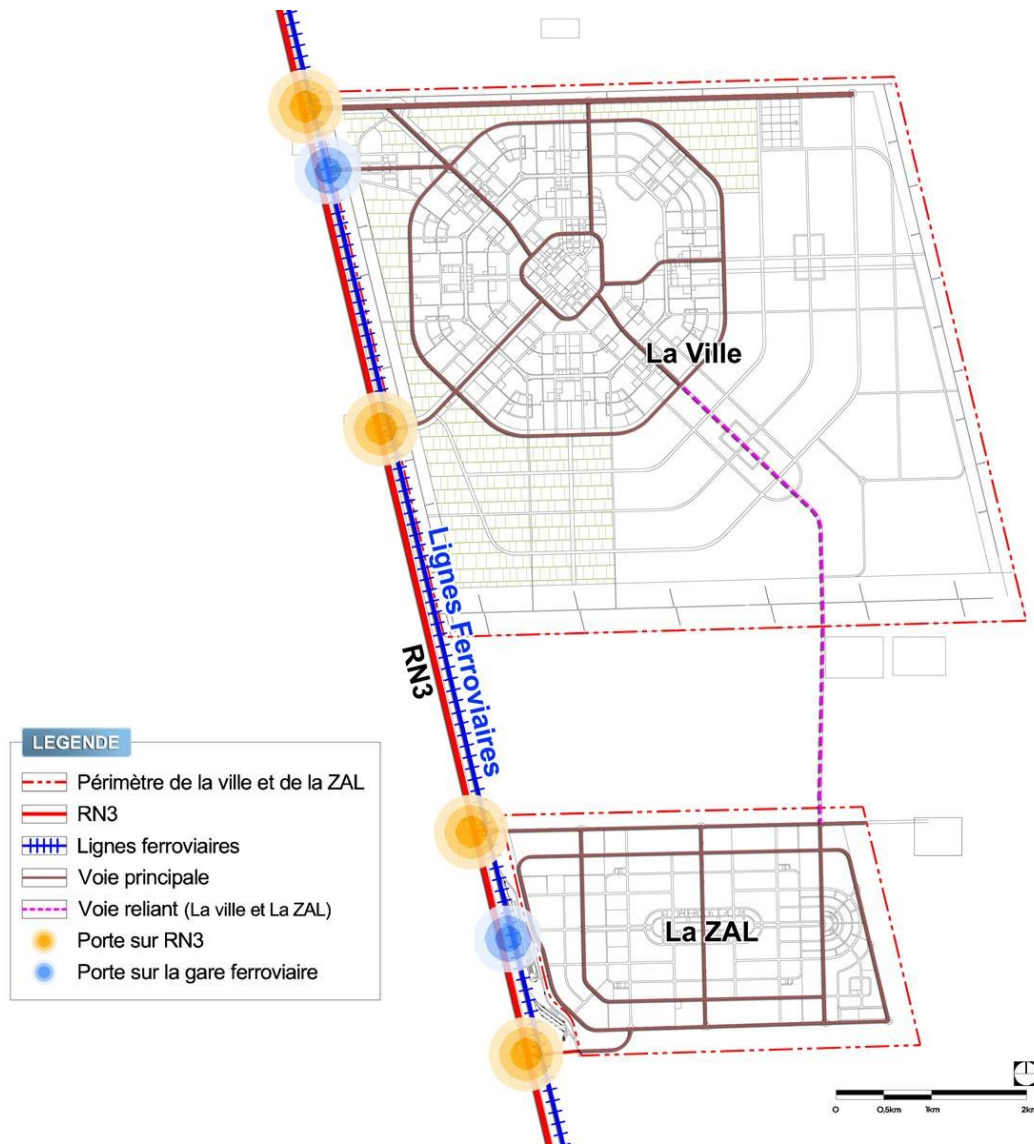 La Ville
Lignes Ferroviaires
RN3
LEGENDE
Périmètre de la ville et de la ZAL
RN3
Lignes ferroviaires
Voie principale
Voie reliant (La ville et La ZAL)
Porte sur RN3
Porte sur la gare ferroviaire
La ZAL
0 0,5km 1km 2km